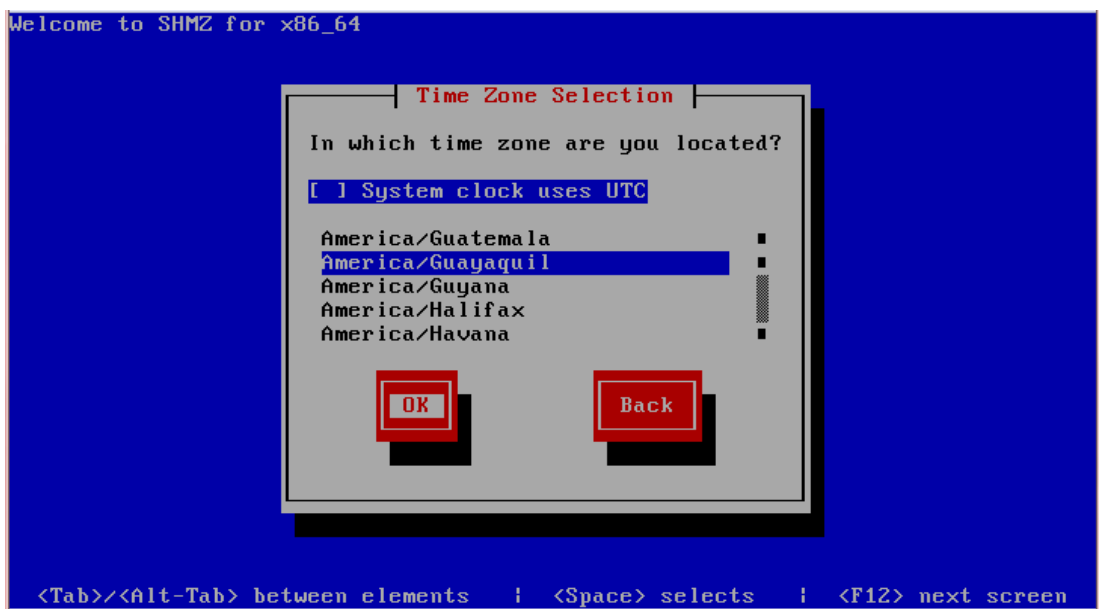 Welcome to SHMZ for x86_64
Time Zone Selection
In which time zone are you located?
[ ] System clock uses UTC
America/Guatemala
America/Guayaquil
America/Guyana
America/Halifax
America/Havana
OK Back
<Tab>/<Alt-Tab> between elements ¦ <Space> selects ¦ <F12> next screen